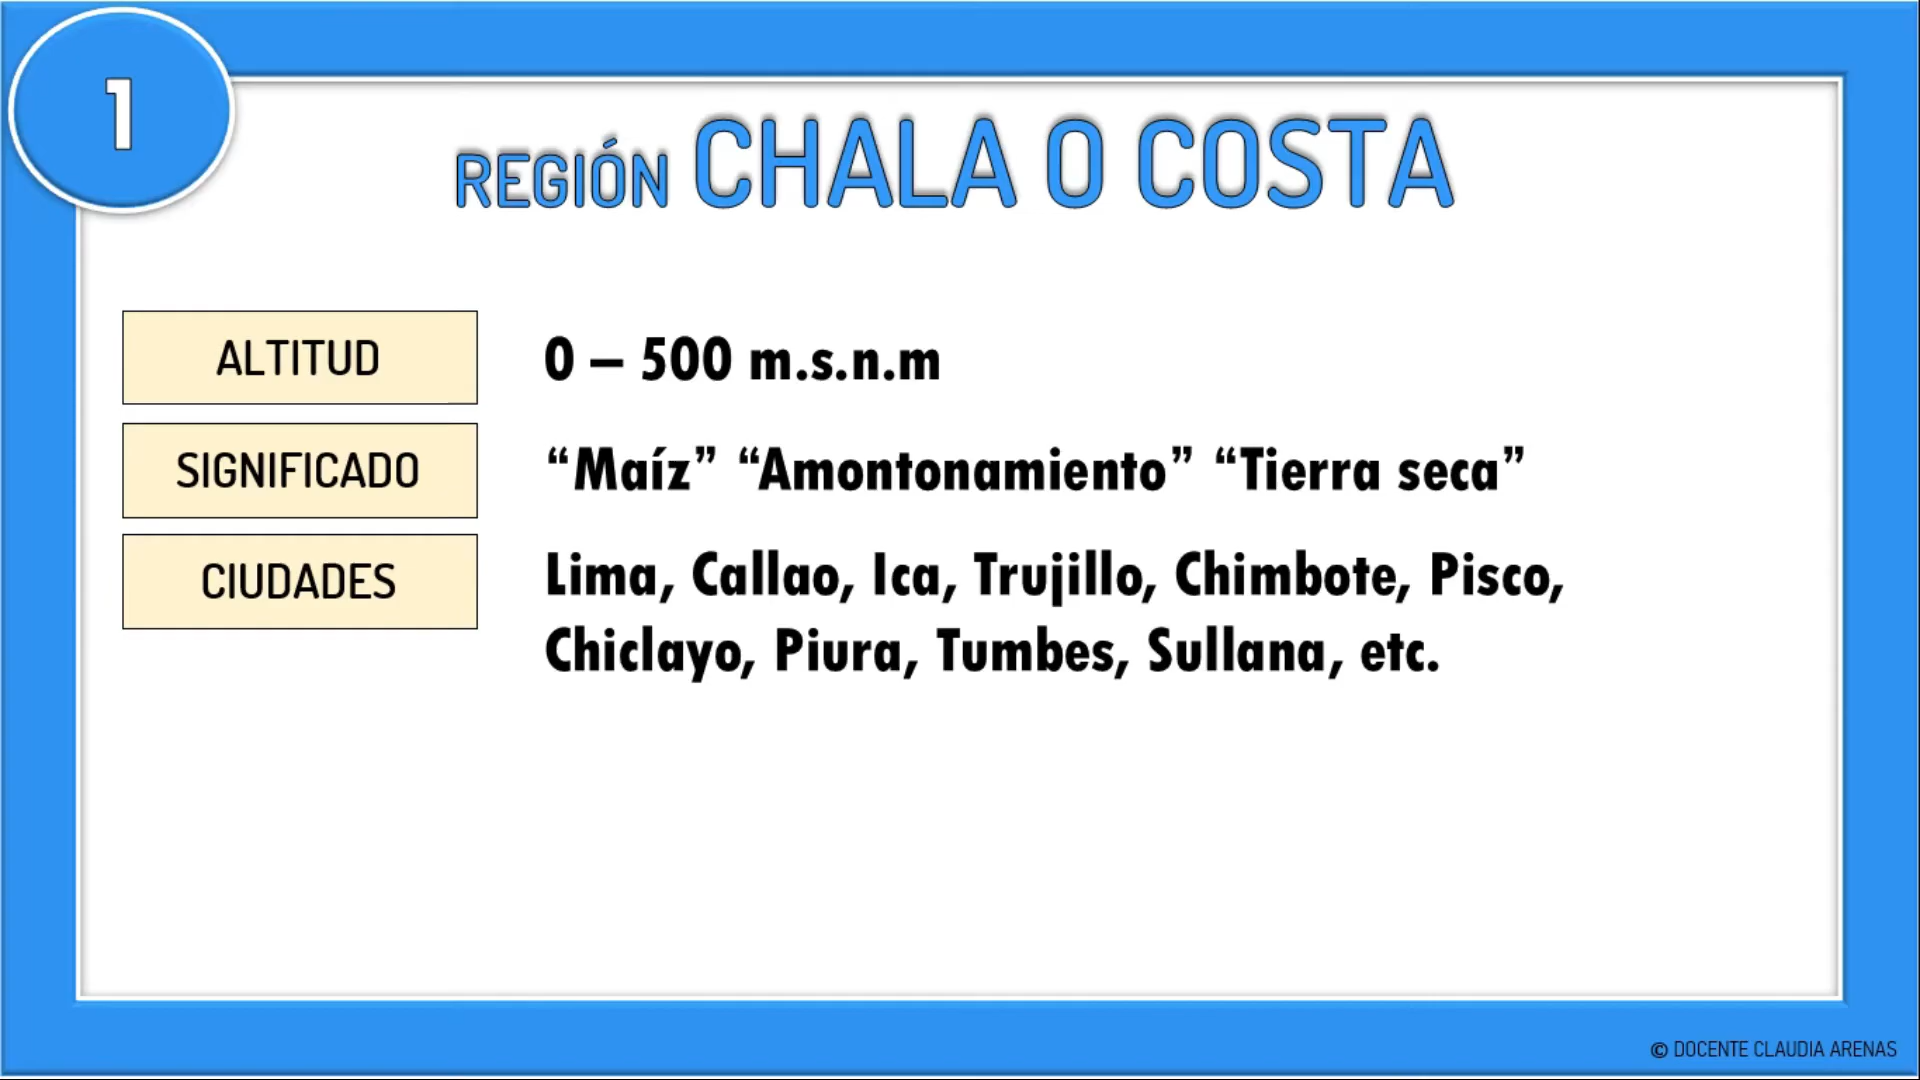 1
REGIÓN CHALA O COSTA
ALTITUD
0 – 500 m.s.n.m
SIGNIFICADO
“Maíz” “Amontonamiento” “Tierra seca”
CIUDADES
Lima, Callao, Ica, Trujillo, Chimbote, Pisco,
Chiclayo, Piura, Tumbes, Sullana, etc.
© DOCENTE CLAUDIA ARENAS